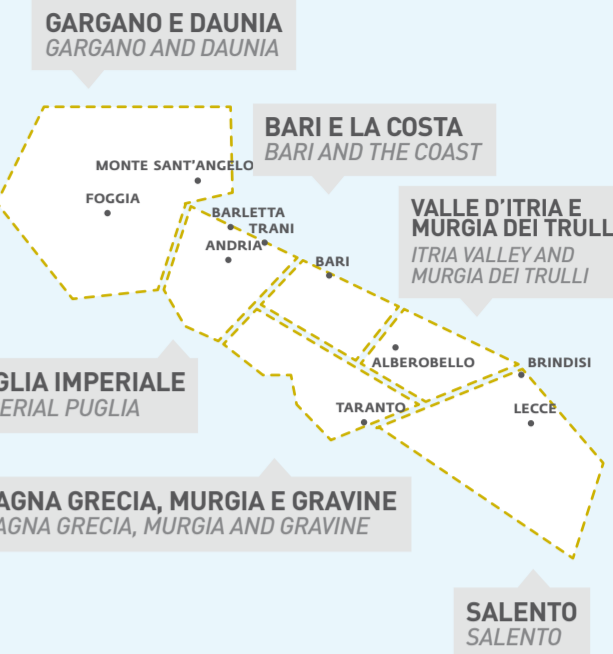 GARGANO E DAUNIA
GARGANO AND DAUNIA
BARI E LA COSTA
BARI AND THE COAST
MONTE SANT'ANGELO
FOGGIA
VALLE D'ITRIA E
MURGIA DEI TRULL
ITRIA VALLEY AND
MURGIA DEI TRULLI
BARLETTA
TRANI
ANDRIA
BARI
ALBEROBELLO
BRINDISI
GLIA IMPERIALE
ERIAL PUGLIA
TARANTO
LECCE
AGNA GRECIA, MURGIA E GRAVINE
AGNA GRECIA, MURGIA AND GRAVINE
SALENTO
SALENTO